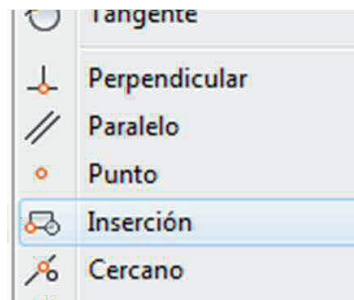 Tangente
Perpendicular
Paralelo
Punto
Inserción
Cercano